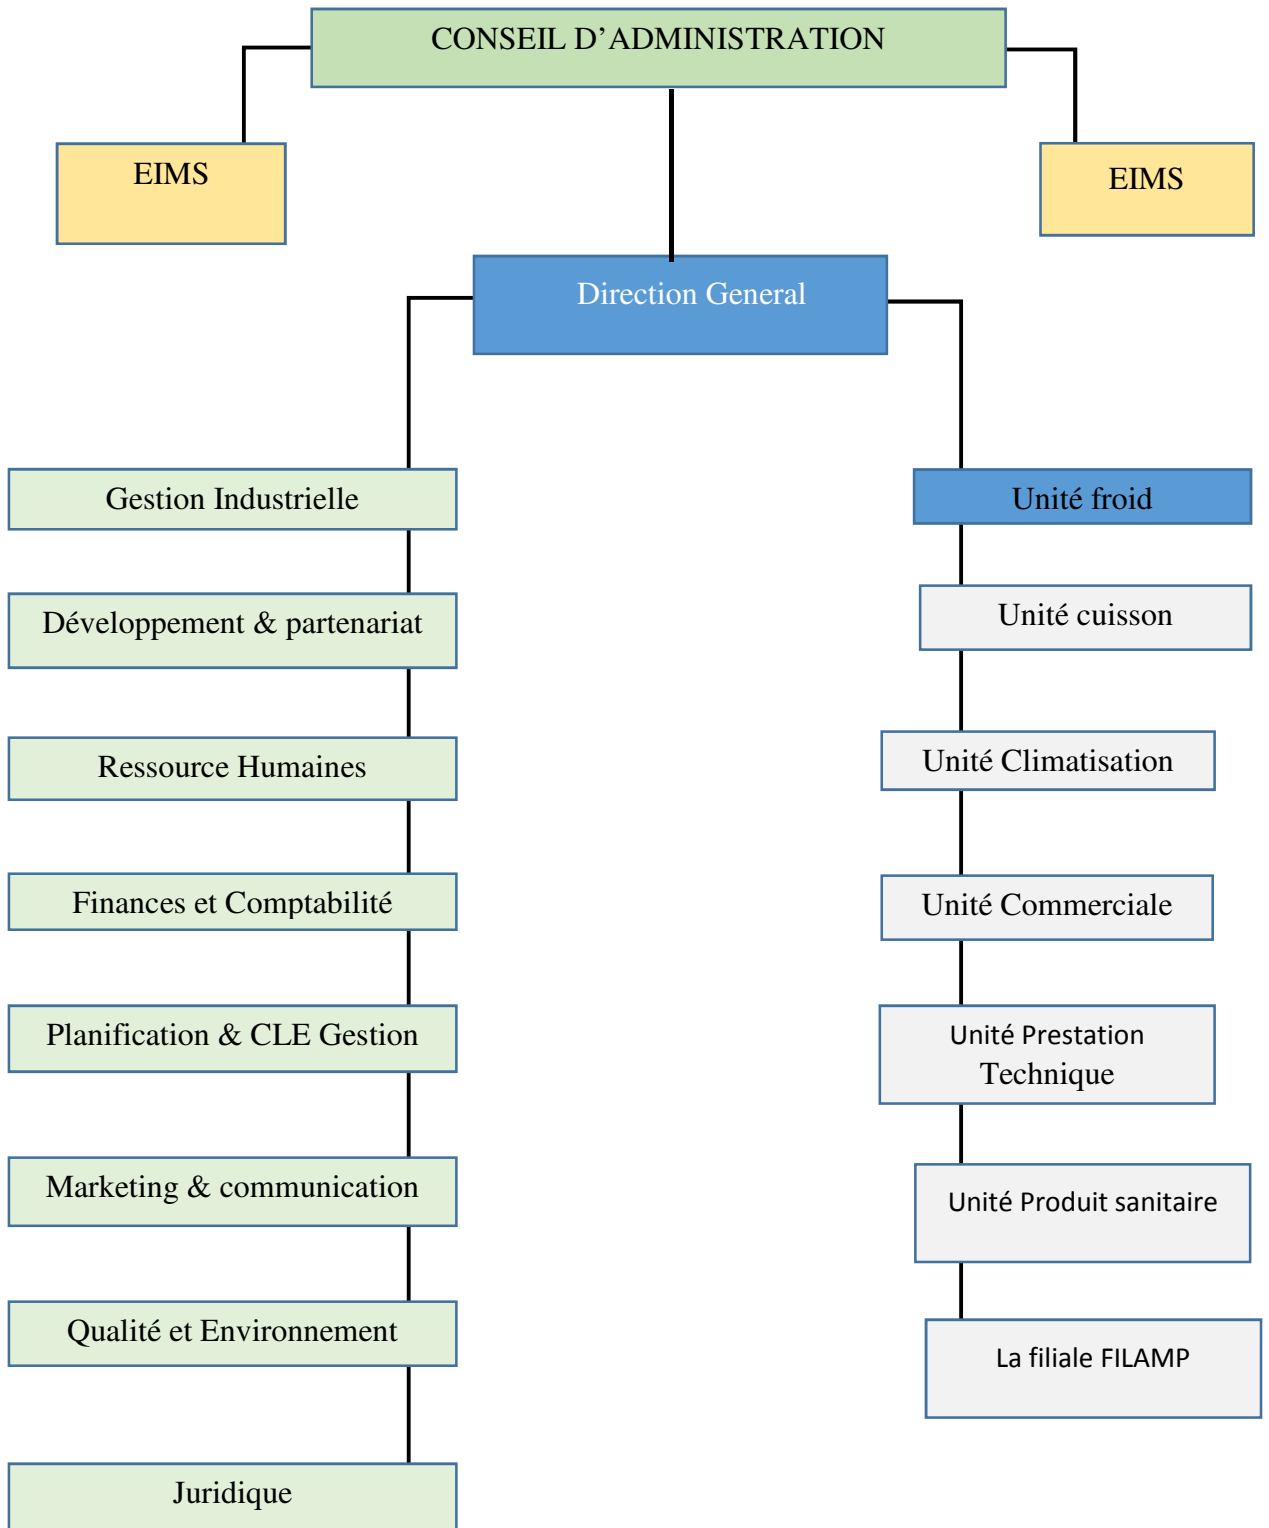 CONSEIL D’ADMINISTRATION
EIMS
EIMS
Direction General
Gestion Industrielle
Développement & partenariat
Ressource Humaines
Finances et Comptabilité
Planification & CLE Gestion
Marketing & communication
Qualité et Environnement
Juridique
Unité froid
Unité cuisson
Unité Climatisation
Unité Commerciale
Unité Prestation
Technique
Unité Produit sanitaire
La filiale FILAMP